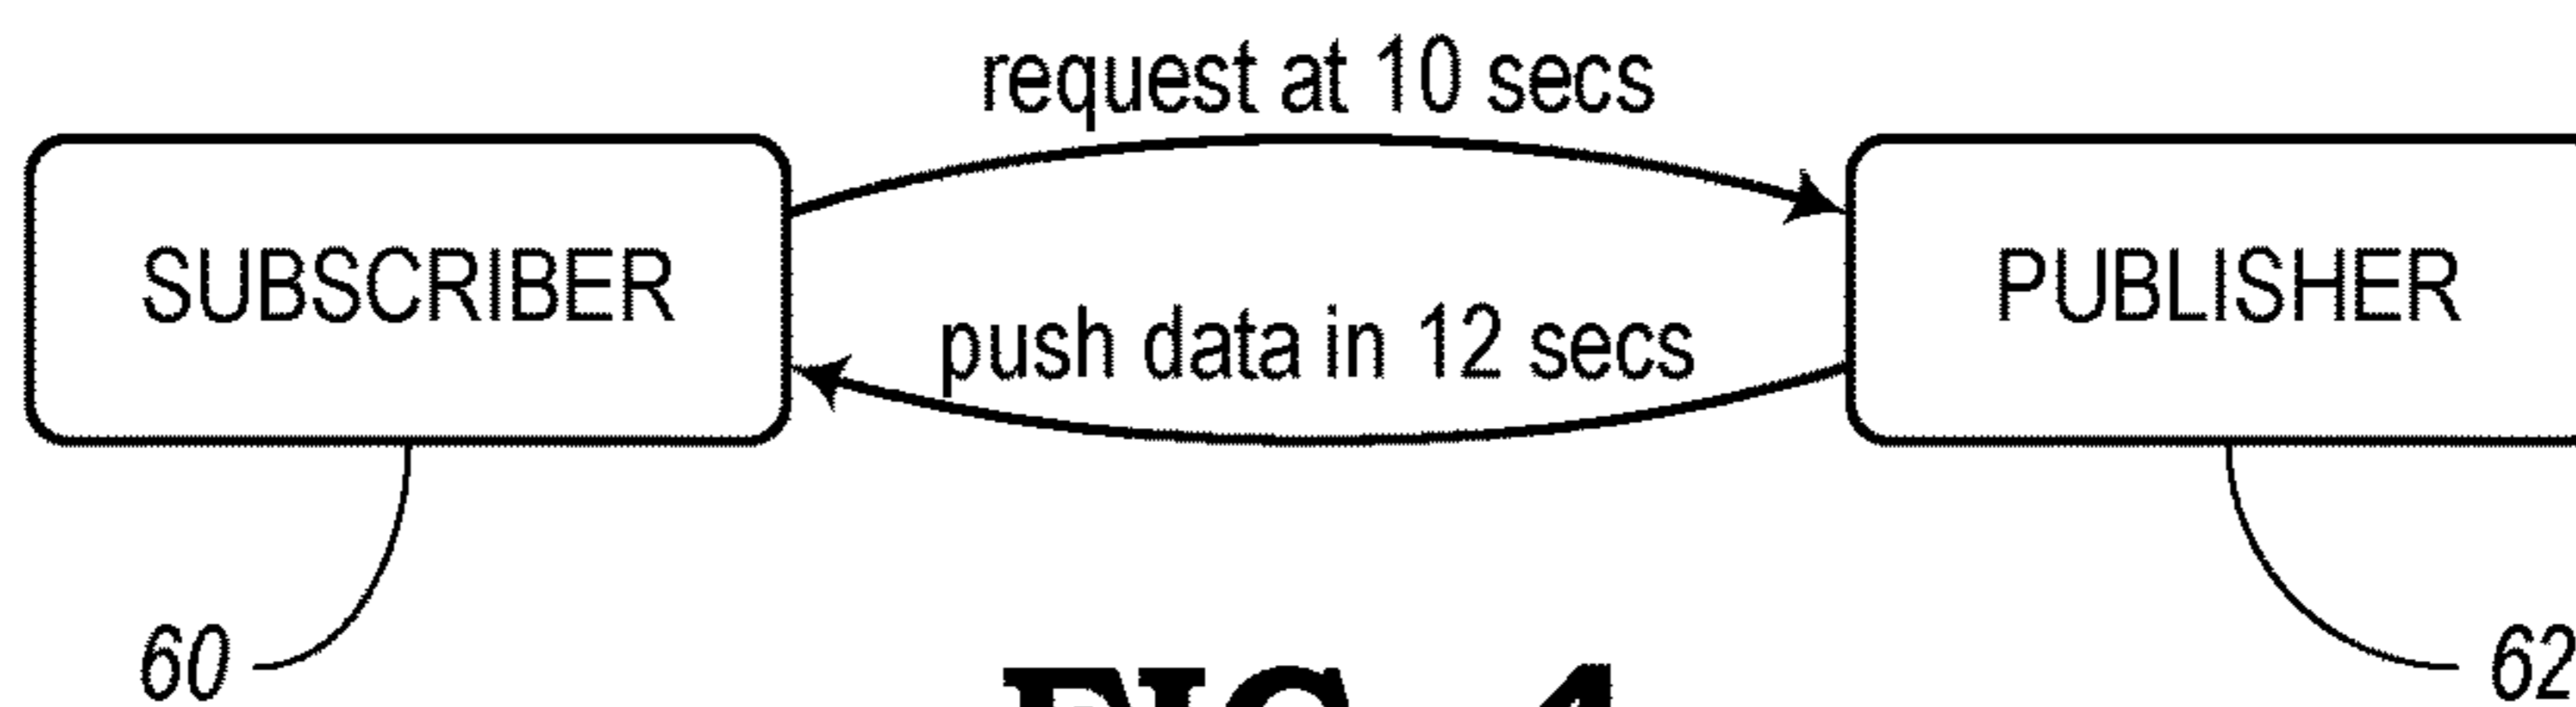 request at 10 secs
SUBSCRIBER
PUBLISHER
push data in 12 secs
60
62